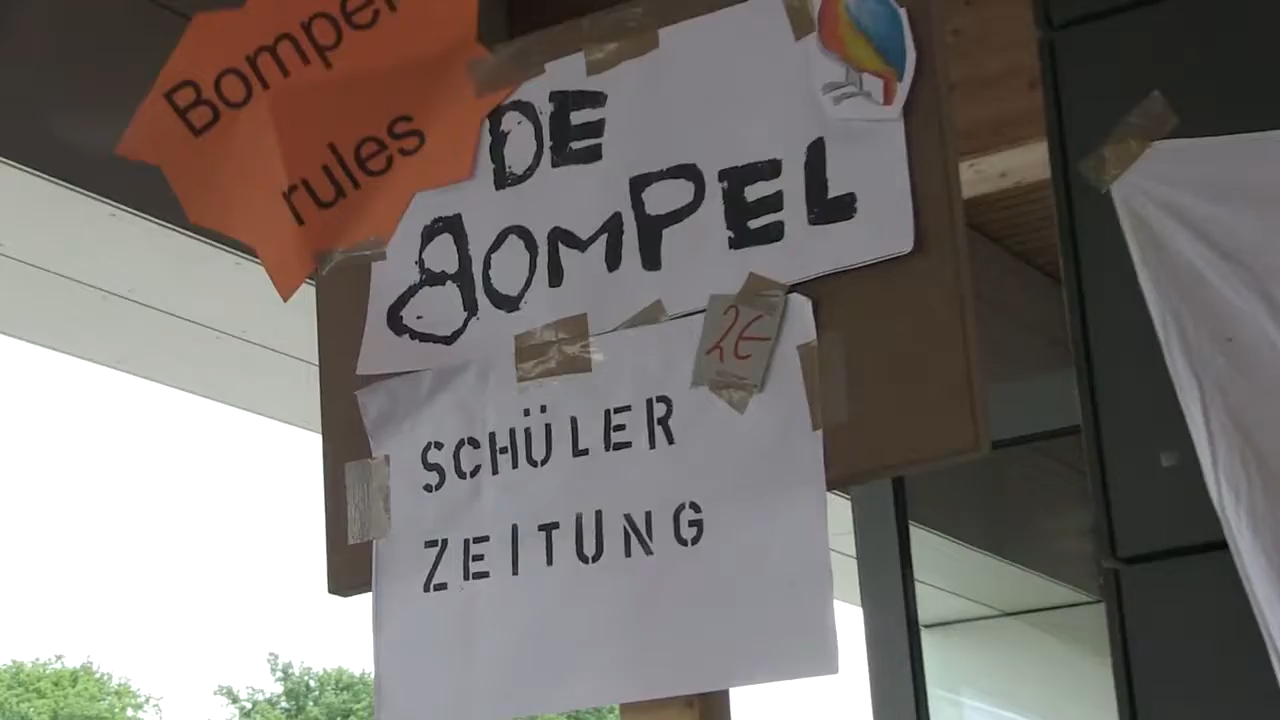 Bompel
rules
DE
BOMPEL
2€
SCHÜLER
ZEITUNG